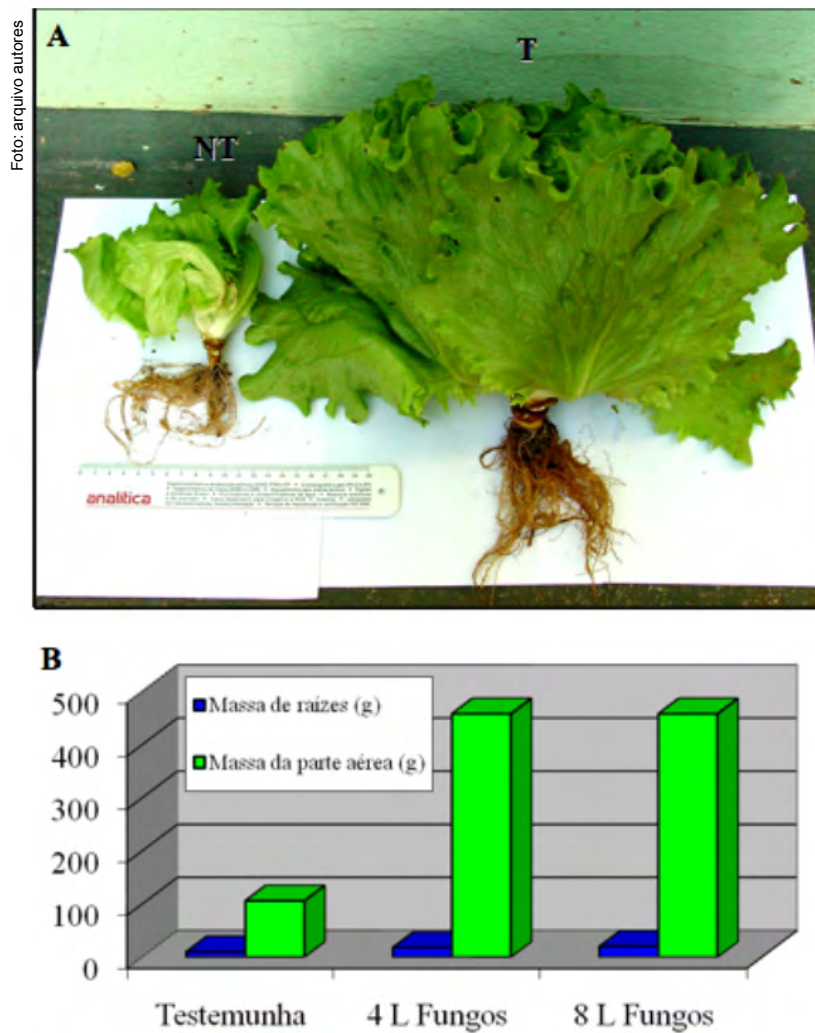 Foto: arquivo autores
A
T
NT
analitica
B
500
400
300
200
100
0
Massa de raízes (g)
Massa da parte aérea (g)
Testemunha
4 L Fungos
8 L Fungos